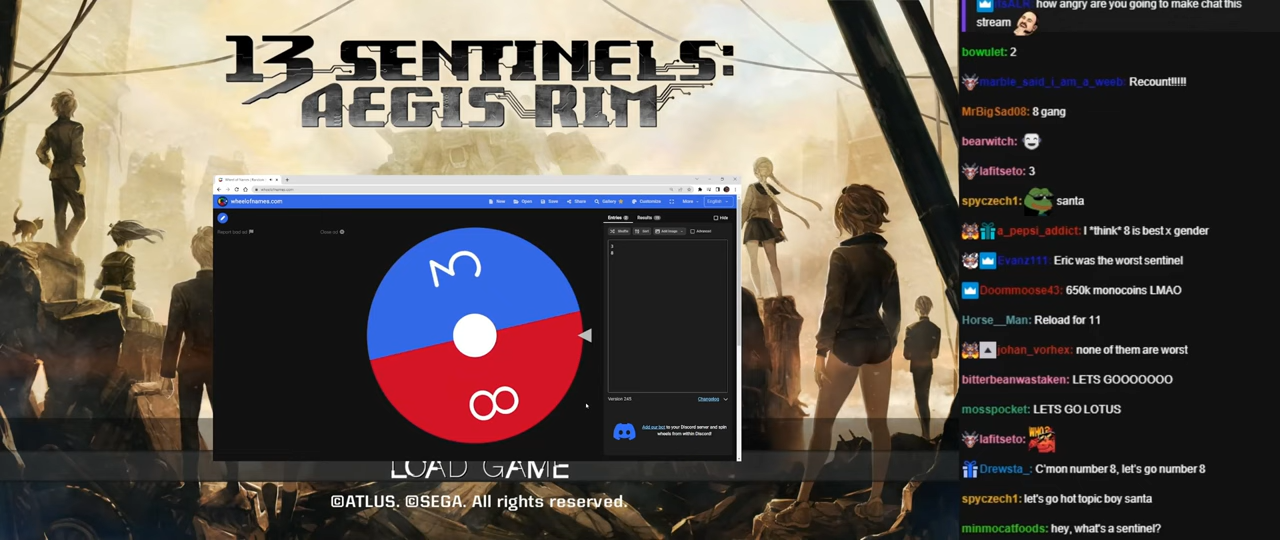 13 SENTINELS:
AEGIS RIM
wheelofnames.com
New
Open
Save
Share
Gallery
Customize
More
English
Entries
Results
Hide
Shuffle
Sort
Add image
Advanced
3
8
3
8
Version 245
Changelog
Add our bot to your Discord server and spin
wheels from within Discord!
LOAD GAME
©ATLUS. ©SEGA. All rights reserved.
itsALR: how angry are you going to make chat this
stream
bowulet: 2
marble_said_i_am_a_weeb: Recount!!!!!
MrBigSad08: 8 gang
bearwitch:
lafitseto: 3
spyczech1: santa
a_pepsi_addict: I *think* 8 is best x gender
Evanz111: Eric was the worst sentinel
Doommoose43: 650k monocoins LMAO
Horse__Man: Reload for 11
johan_vorhex: none of them are worst
bitterbeanwastaken: LETS GOOOOOOO
mosspocket: LETS GO LOTUS
lafitseto:
Drewsta_: C'mon number 8, let's go number 8
spyczech1: let's go hot topic boy santa
minmocatfoods: hey, what's a sentinel?